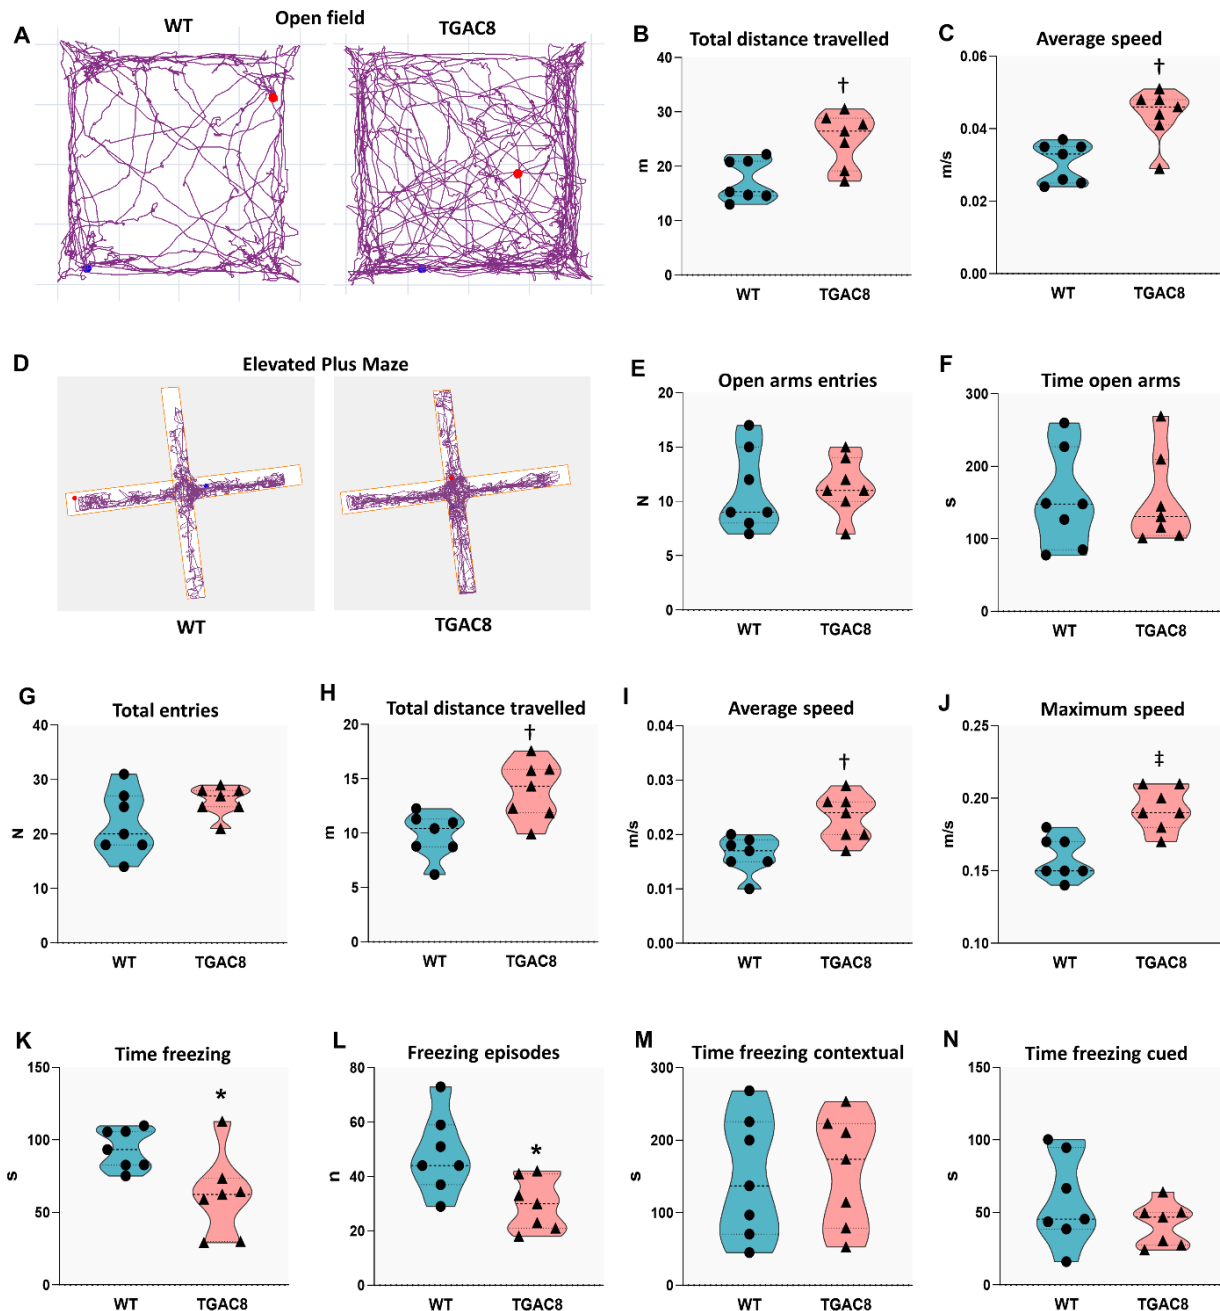 Open field
A
WT
TGAC8
B
Total distance travelled
†
40
30
20
10
0
m
WT
TGAC8
C
Average speed
†
0.06
0.04
0.02
0.00
m/s
WT
TGAC8
D
Elevated Plus Maze
WT
TGAC8
E
Open arms entries
20
15
10
5
0
N
WT
TGAC8
F
Time open arms
300
200
100
0
s
WT
TGAC8
G
Total entries
40
30
20
10
0
N
WT
TGAC8
H
Total distance travelled
†
20
15
10
5
0
m
WT
TGAC8
I
Average speed
†
0.04
0.03
0.02
0.01
0.00
m/s
WT
TGAC8
J
Maximum speed
‡
0.25
0.20
0.15
0.10
m/s
WT
TGAC8
K
Time freezing
*
150
100
50
0
s
WT
TGAC8
L
Freezing episodes
*
80
60
40
20
0
n
WT
TGAC8
M
Time freezing contextual
300
200
100
0
s
WT
TGAC8
N
Time freezing cued
150
100
50
0
s
WT
TGAC8